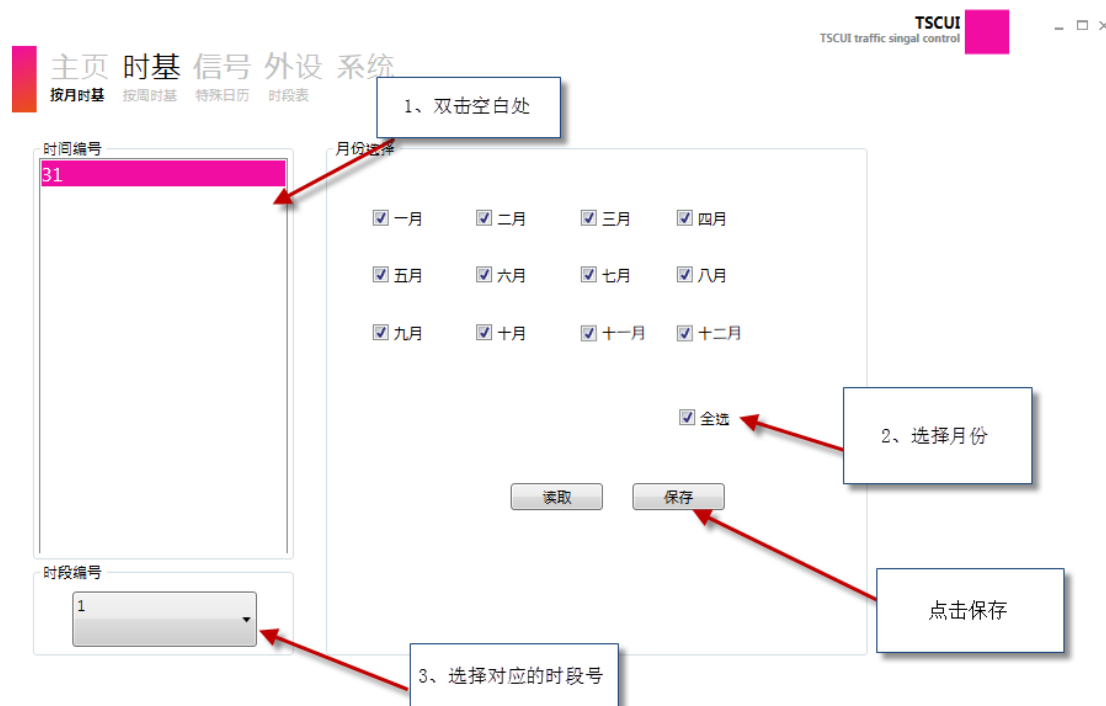 TSCUI
TSCUI traffic singal control
主页 时基 信号 外设 系统
按月时基 按周时基 特殊日历 时段表
1、双击空白处
时间编号
31
月份选择
一月 二月 三月 四月
五月 六月 七月 八月
九月 十月 十一月 十二月
全选
2、选择月份
读取 保存
点击保存
时段编号
1
3、选择对应的时段号